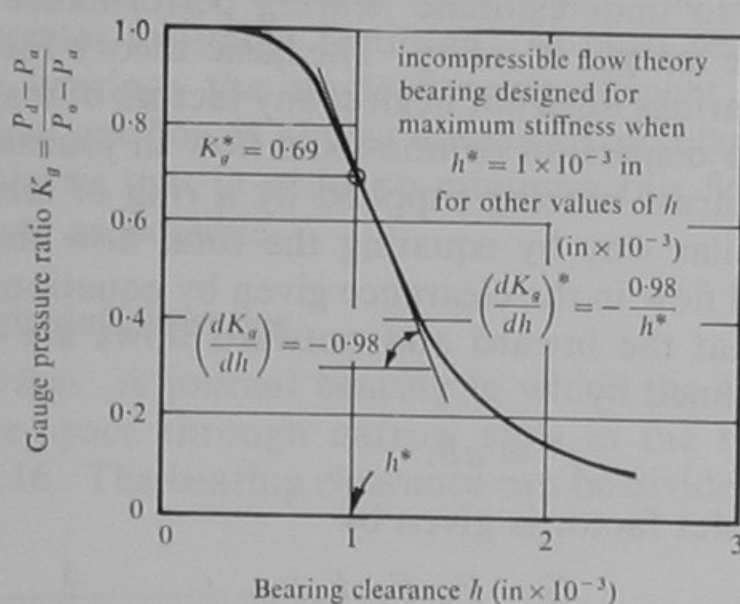 Gauge pressure ratio K_g = \frac{P_d − P_a}{P_o − P_a}
1·0
0·8
0·6
0·4
0·2
0
incompressible flow theory
bearing designed for
maximum stiffness when
h* = 1 × 10⁻³ in
for other values of h
(in × 10⁻³)
K_g* = 0·69
(dK_g/dh)* = − 0·98/h*
(dK_g/dh) = −0·98
h*
0
1
2
3
Bearing clearance h (in × 10⁻³)